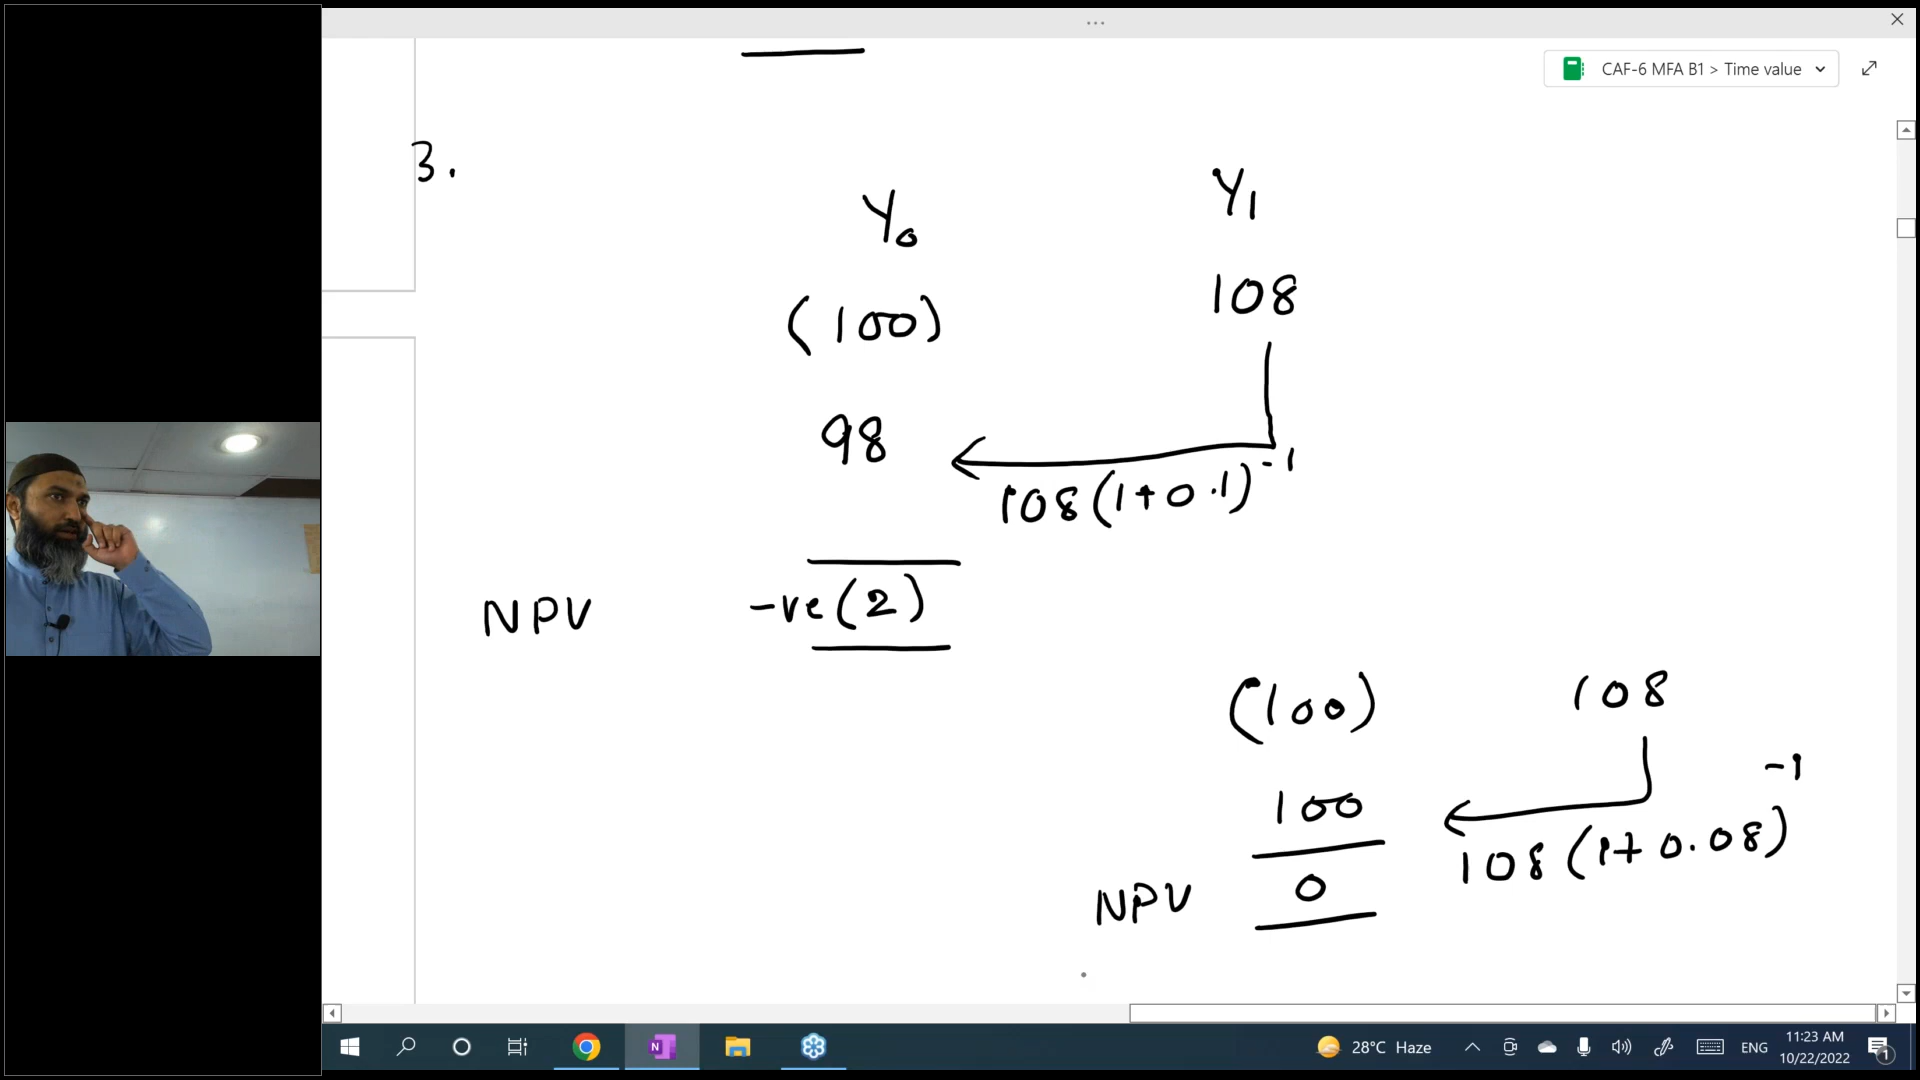 CAF-6 MFA B1 > Time value
3.
Y₀ Y₁
(100) 108
98
108(1+0.1)⁻¹
NPV -ve (2)
(100) 108
100
108(1+0.08)⁻¹
NPV 0
28°C Haze
ENG
11:23 AM
10/22/2022
1